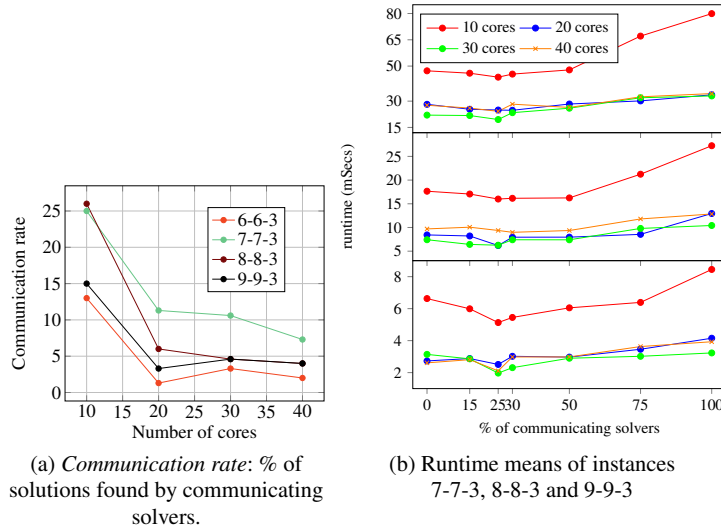 Communication rate
25
20
15
10
5
0
10 15 20 25 30 35 40
Number of cores
6-6-3
7-7-3
8-8-3
9-9-3
(a) Communication rate: % of
solutions found by communicating
solvers.
runtime (mSecs)
10 cores 20 cores
30 cores 40 cores
80
50
30
15
25
20
15
10
5
8
6
4
2
0 15 25 30 50 75 100
% of communicating solvers
(b) Runtime means of instances
7-7-3, 8-8-3 and 9-9-3